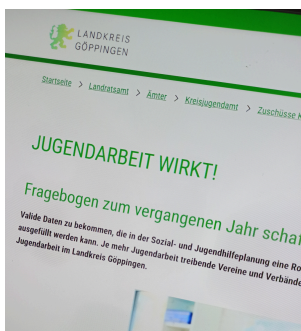 LANDKREIS
GÖPPINGEN
Startseite > Landratsamt > Ämter > Kreisjugendamt > Zuschüsse K
JUGENDARBEIT WIRKT!
Fragebogen zum vergangenen Jahr schaf
Valide Daten zu bekommen, die in der Sozial- und Jugendhilfeplanung eine Ro
ausgefüllt werden kann. Je mehr Jugendarbeit treibende Vereine und Verbände
Jugendarbeit im Landkreis Göppingen.